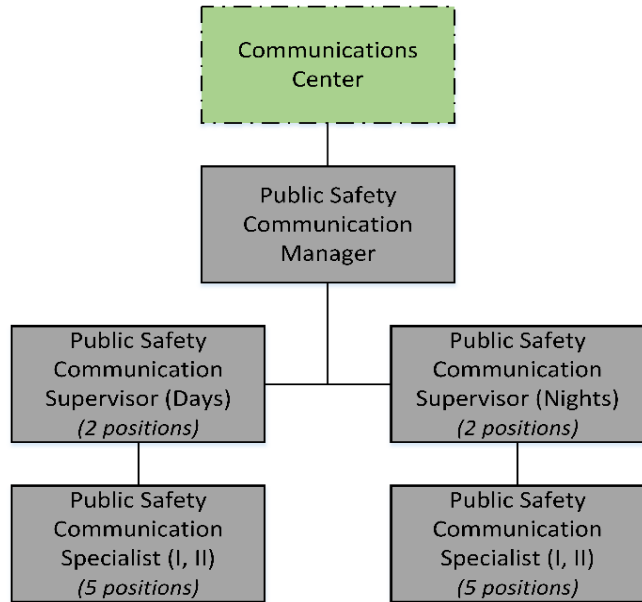 Communications
Center
Public Safety
Communication
Manager
Public Safety
Communication
Supervisor (Days)
(2 positions)
Public Safety
Communication
Supervisor (Nights)
(2 positions)
Public Safety
Communication
Specialist (I, II)
(5 positions)
Public Safety
Communication
Specialist (I, II)
(5 positions)